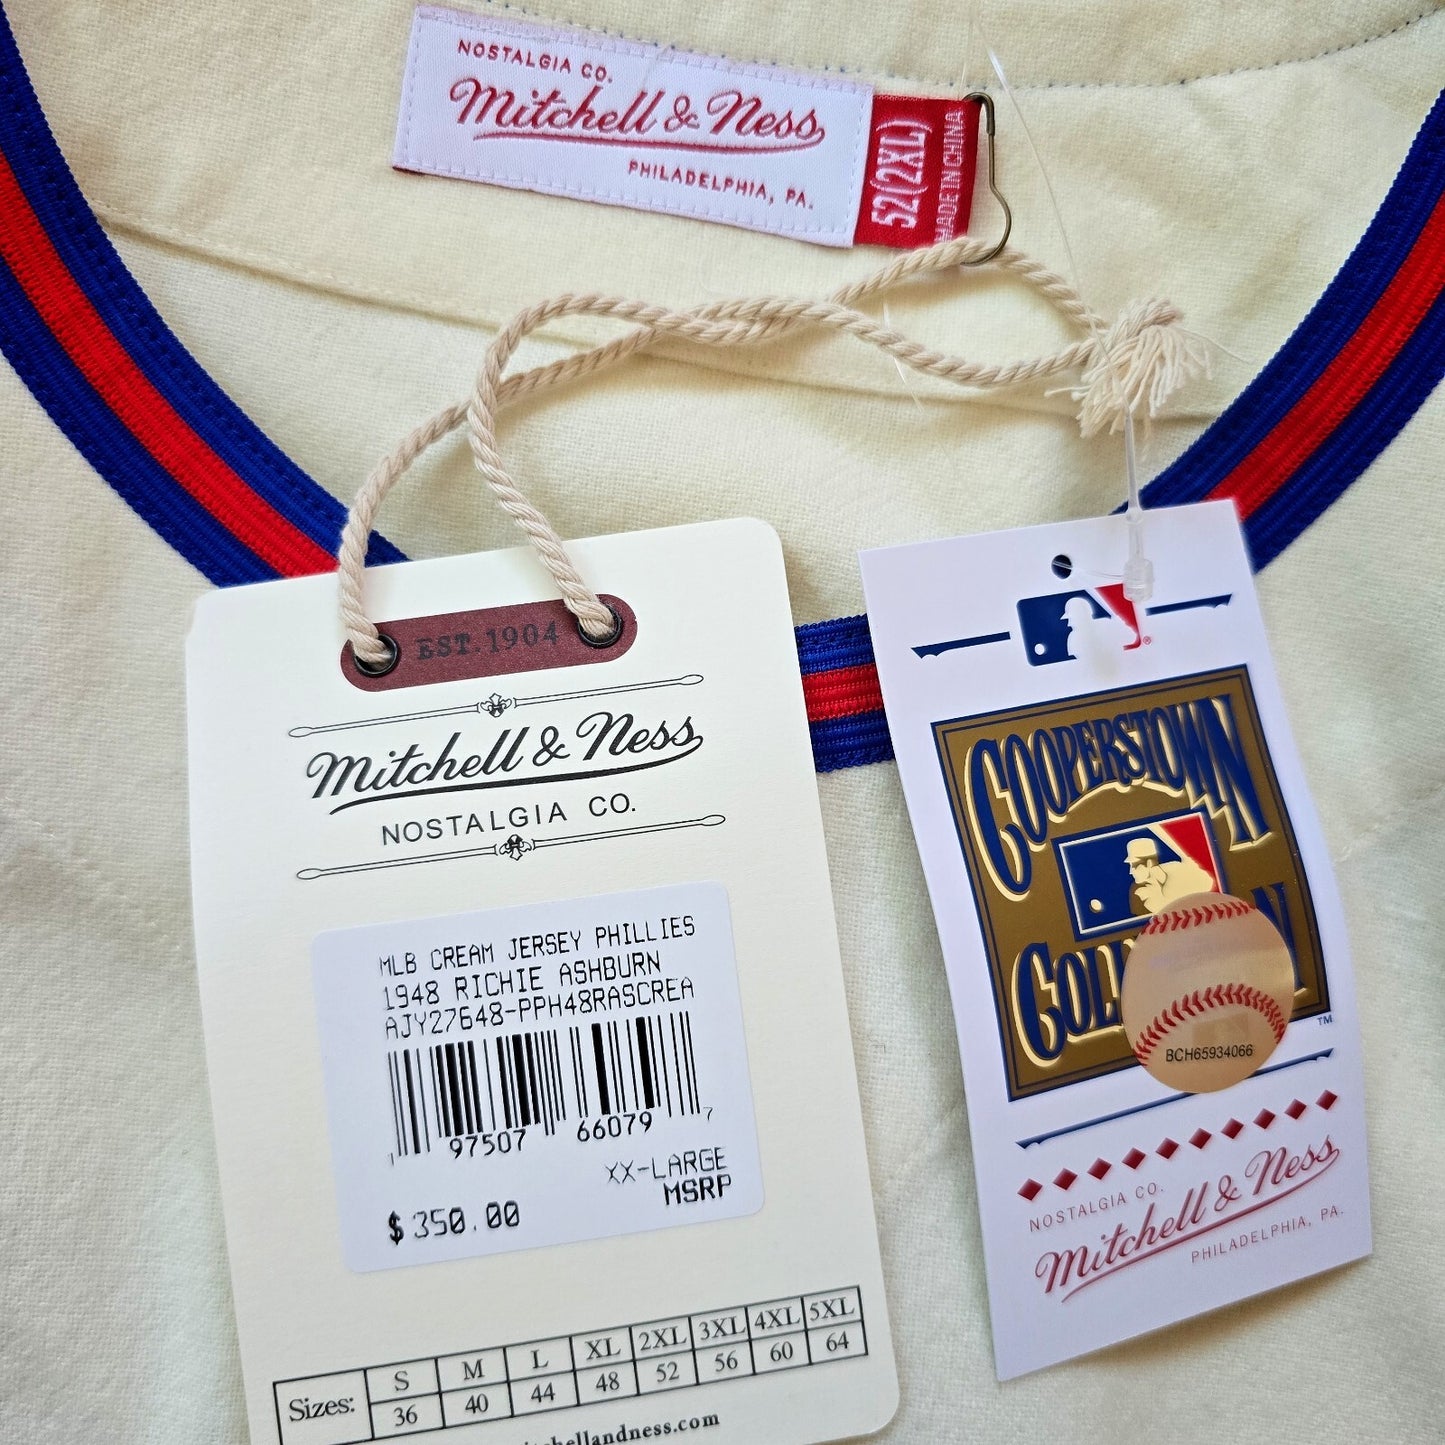 NOSTALGIA CO.
Mitchell & Ness
PHILADELPHIA, PA.
52(2XL)
MADE IN CHINA
EST. 1904
Mitchell & Ness
NOSTALGIA CO.
MLB CREAM JERSEY PHILLIES
1948 RICHIE ASHBURN
AJY27648-PPH48RASCREA
97507 66079 7
XX-LARGE
MSRP
$350.00
Sizes: S M L XL 2XL 3XL 4XL 5XL
36 40 44 48 52 56 60 64
COOPERSTOWN
TM
BCH65934066
NOSTALGIA CO.
Mitchell & Ness
PHILADELPHIA, PA.